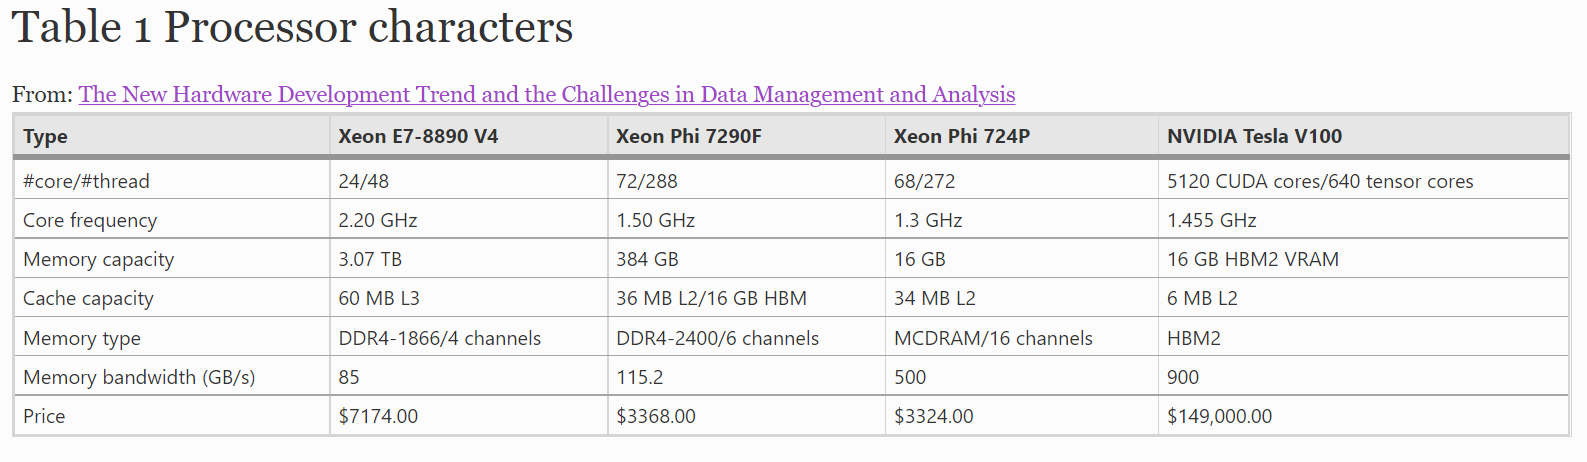 Table 1 Processor characters
From: The New Hardware Development Trend and the Challenges in Data Management and Analysis
Type Xeon E7-8890 V4 Xeon Phi 7290F Xeon Phi 724P NVIDIA Tesla V100
#core/#thread 24/48 72/288 68/272 5120 CUDA cores/640 tensor cores
Core frequency 2.20 GHz 1.50 GHz 1.3 GHz 1.455 GHz
Memory capacity 3.07 TB 384 GB 16 GB 16 GB HBM2 VRAM
Cache capacity 60 MB L3 36 MB L2/16 GB HBM 34 MB L2 6 MB L2
Memory type DDR4-1866/4 channels DDR4-2400/6 channels MCDRAM/16 channels HBM2
Memory bandwidth (GB/s) 85 115.2 500 900
Price $7174.00 $3368.00 $3324.00 $149,000.00